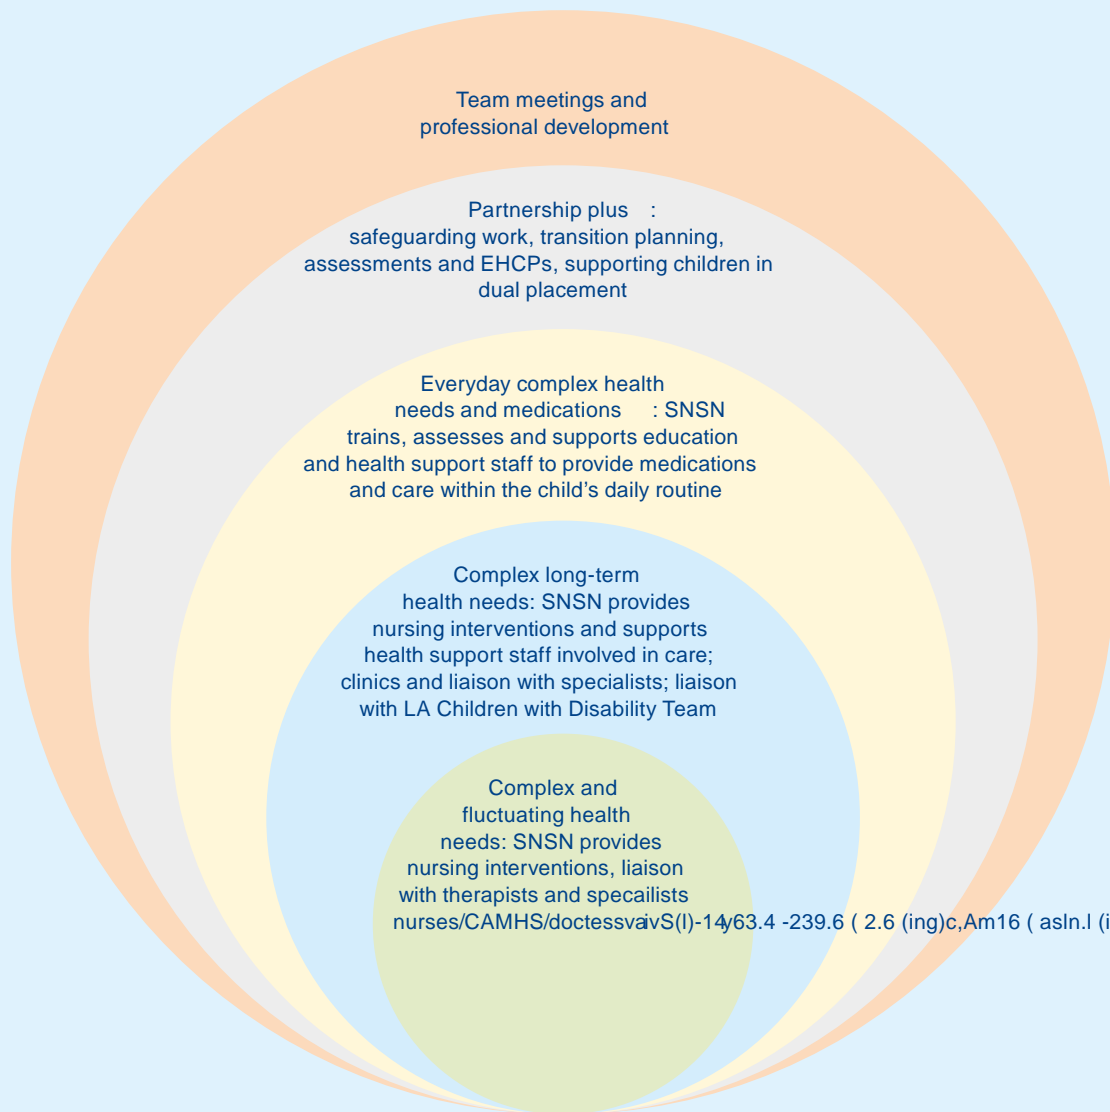 Team meetings and
professional development
Partnership plus :
safeguarding work, transition planning,
assessments and EHCPs, supporting children in
dual placement
Everyday complex health
needs and medications : SNSN
trains, assesses and supports education
and health support staff to provide medications
and care within the child’s daily routine
Complex long-term
health needs: SNSN provides
nursing interventions and supports
health support staff involved in care;
clinics and liaison with specialists; liaison
with LA Children with Disability Team
Complex and
fluctuating health
needs: SNSN provides
nursing interventions, liaison
with therapists and specailists
nurses/CAMHS/doctessvaivS(l)-14y63.4 -239.6 ( 2.6 (ing)c,Am16 ( asIn.l (i